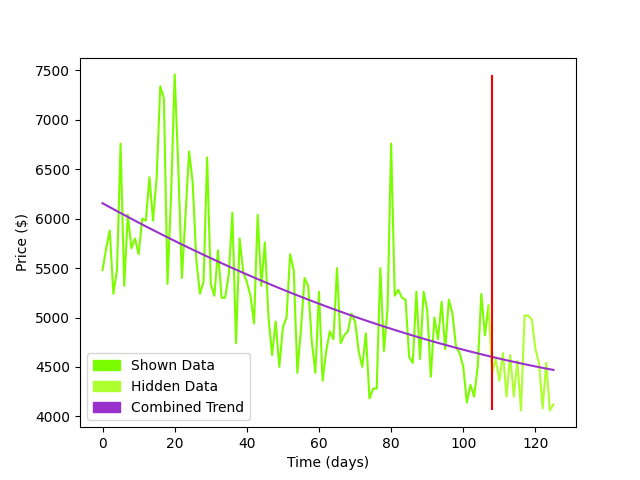 7500
7000
6500
6000
5500
5000
4500
4000
Price ($)
Shown Data
Hidden Data
Combined Trend
0 20 40 60 80 100 120
Time (days)